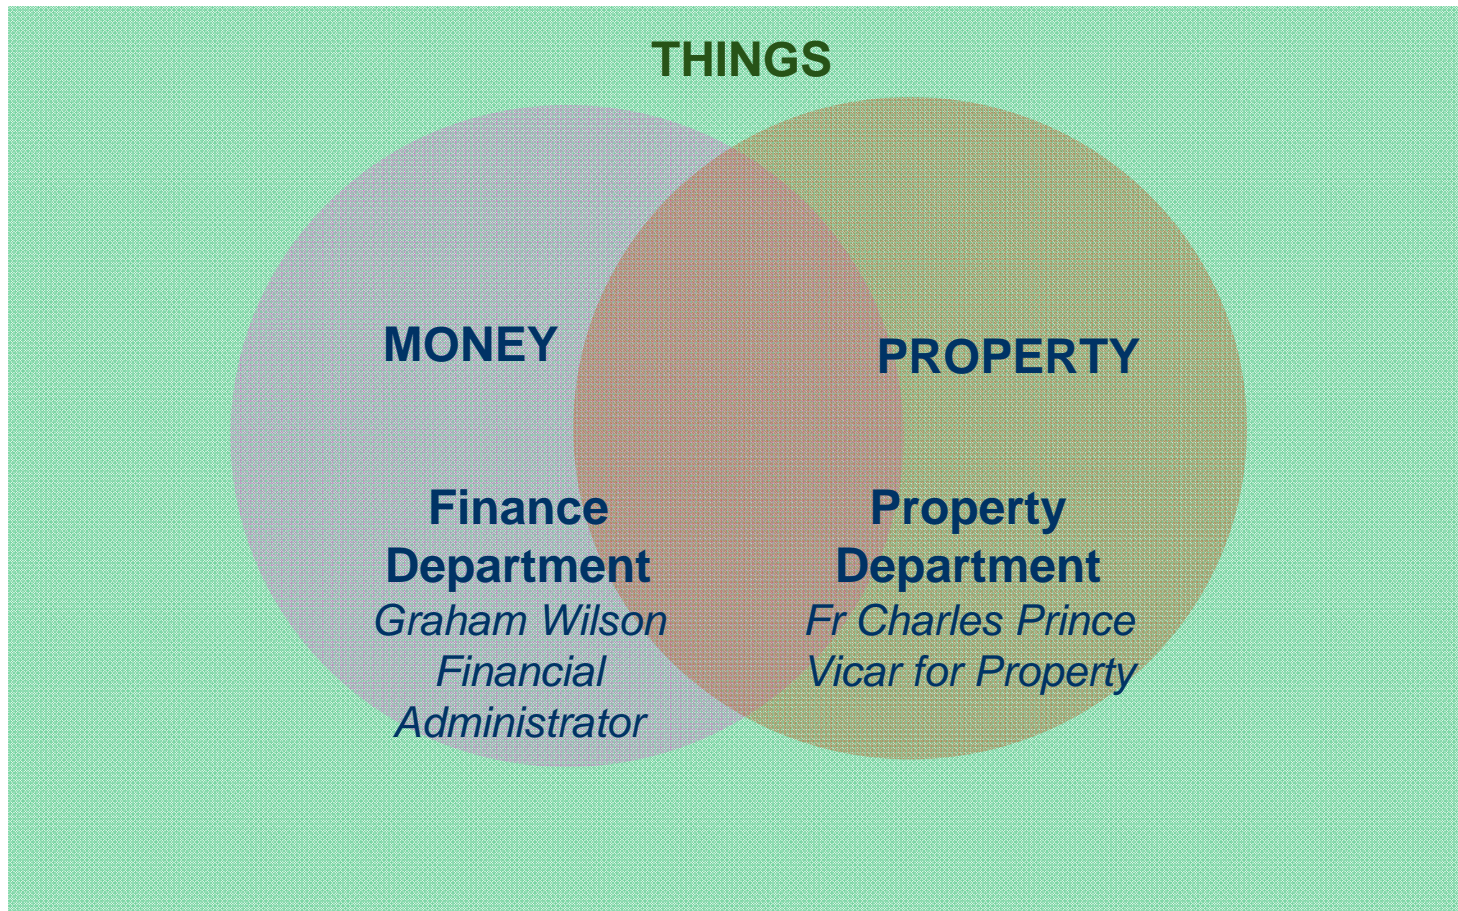 THINGS
MONEY
PROPERTY
Finance
Department
Graham Wilson
Financial
Administrator
Property
Department
Fr Charles Prince
Vicar for Property